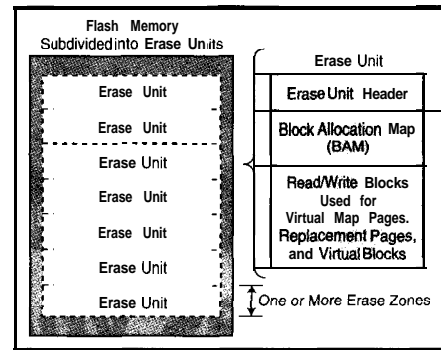 Flash Memory
Subdivided into Erase Units
Erase Unit
Erase Unit
Erase Unit
Erase Unit
Erase Unit
Erase Unit
Erase Unit
Erase Unit
Erase Unit Header
Block Allocation Map
(BAM)
Read/Write Blocks
Used for
Virtual Map Pages.
Replacement Pages,
and Virtual Blocks
One or More Erase Zones